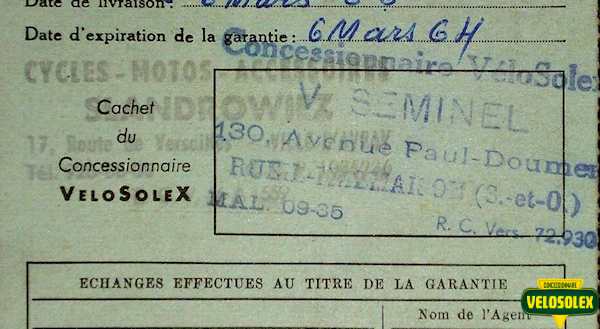 Date de livraison:
Date d'expiration de la garantie: 6 Mars 64
Concessionnaire VéloSolex
CYCLES - MOTOS - ACCESSOIRES
Cachet
du
Concessionnaire
VELOSOLEX
17, Route de Versailles
V. SEMINEL
130, Avenue Paul-Doumer
RUEIL-MALMAISON (S.-et-O.)
MAL. 09-35
R. C. Vers. 72.930
ECHANGES EFFECTUES AU TITRE DE LA GARANTIE
Nom de l'Agent
CONCESSIONNAIRE
VELOSOLEX